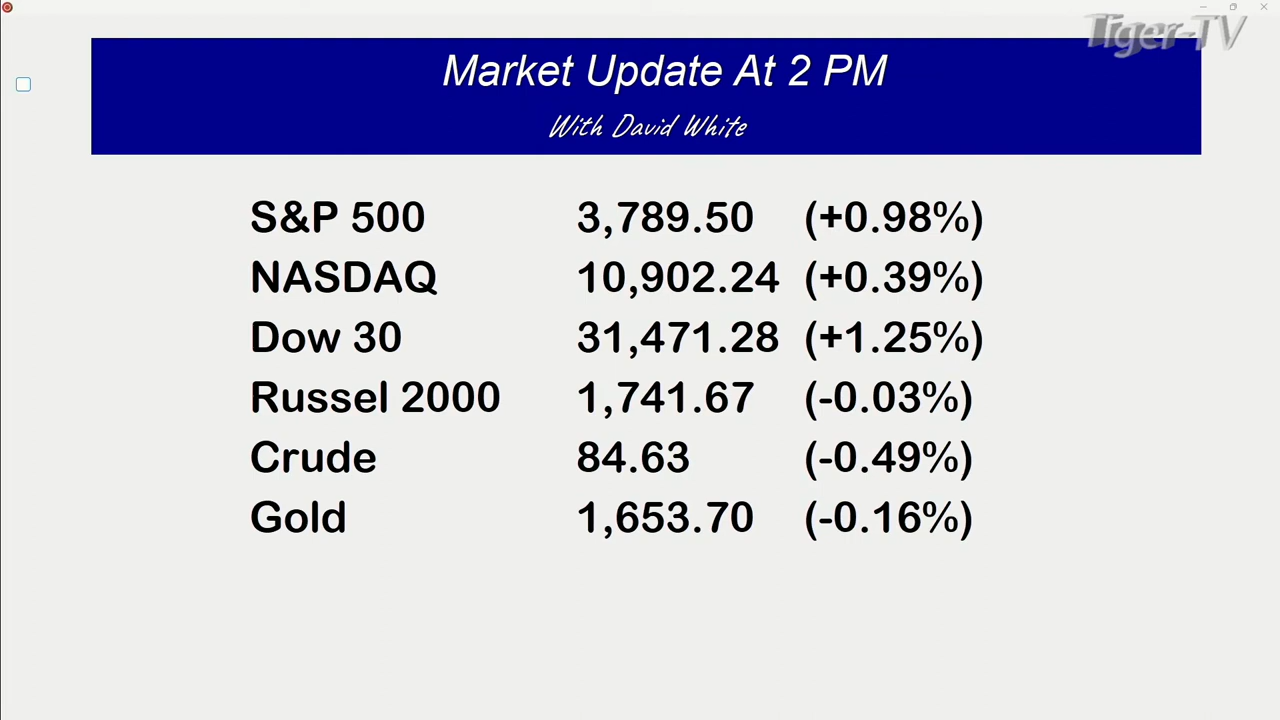 Tiger-TV
Market Update At 2 PM
With David White
S&P 500 3,789.50 (+0.98%)
NASDAQ 10,902.24 (+0.39%)
Dow 30 31,471.28 (+1.25%)
Russel 2000 1,741.67 (-0.03%)
Crude 84.63 (-0.49%)
Gold 1,653.70 (-0.16%)